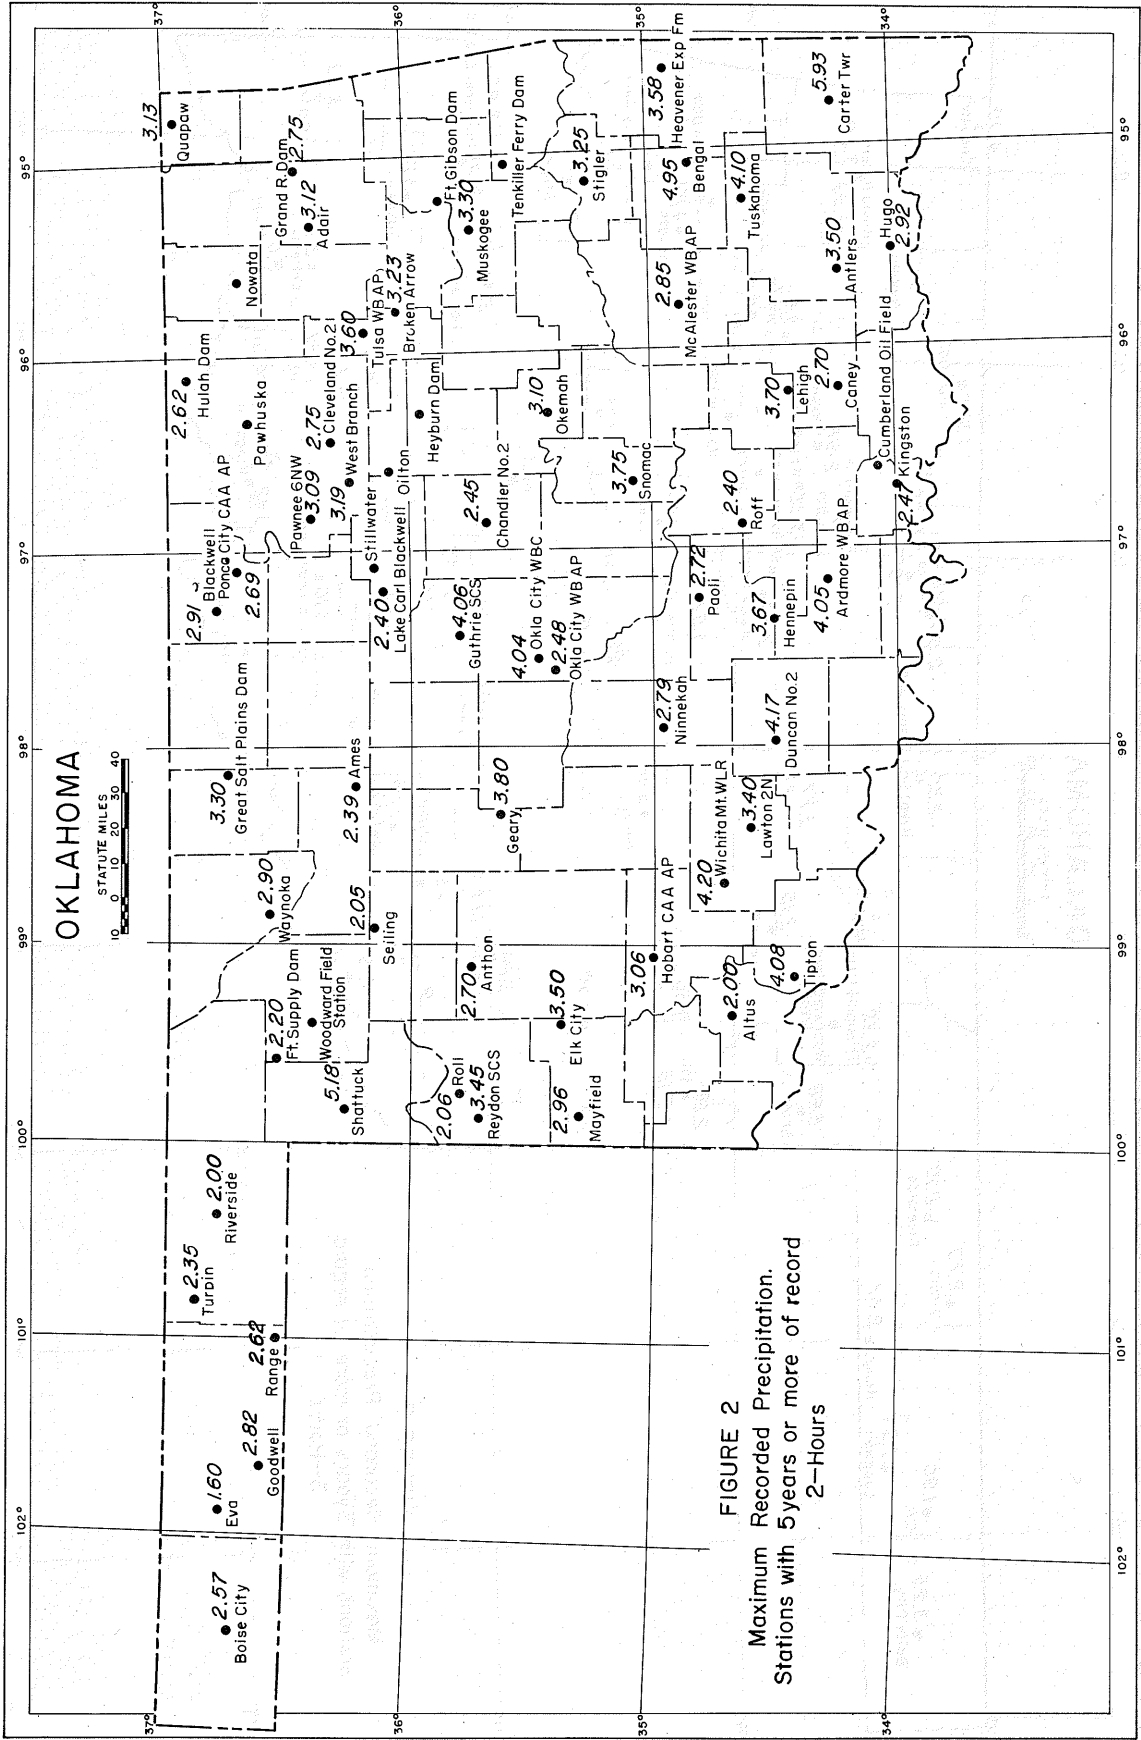 OKLAHOMA
STATUTE MILES
10 0 10 20 30 40
102°
101°
100°
99°
98°
97°
96°
95°
37°
36°
35°
34°
37°
36°
35°
34°
102°
101°
100°
99°
98°
97°
96°
95°
2.57
Boise City
1.60
Eva
2.82
Goodwell
2.62
Range
2.35
Turpin
2.00
Riverside
5.18
Shattuck
2.20
Ft. Supply Dam
Woodward Field
Station
2.90
Waynoka
2.05
Seiling
3.30
Great Salt Plains Dam
2.39
Ames
2.91
Blackwell
Ponca City CAA AP
2.69
2.62
Hulah Dam
Pawhuska
Pawnee 6NW
3.09
2.75
Cleveland No.2
3.19
West Branch
Stillwater
2.40
Lake Carl Blackwell
Oilton
3.60
Tulsa WB AP
3.23
Broken Arrow
Nowata
3.13
Quapaw
Grand R. Dam
2.75
3.12
Adair
Ft. Gibson Dam
3.30
Muskogee
Tenkiller Ferry Dam
3.25
Stigler
Heyburn Dam
2.45
Chandler No.2
3.10
Okemah
4.06
Guthrie SCS
4.04
Okla City WBC
2.48
Okla City WB AP
3.80
Geary
2.70
Anthon
2.06
Roll
3.45
Reydon SCS
3.50
Elk City
2.96
Mayfield
3.06
Hobart CAA AP
4.20
Wichita Mt. WLR
3.40
Lawton 2N
2.00
Altus
4.08
Tipton
2.79
Ninnekah
4.17
Duncan No.2
2.72
Paoli
3.67
Hennepin
4.05
Ardmore WB AP
2.40
Roff
3.75
Snomac
3.70
Lehigh
2.70
Caney
Cumberland Oil Field
2.47
Kingston
2.85
McAlester WB AP
4.95
Bengal
3.58
Heavener Exp Fm
4.10
Tuskahoma
3.50
Antlers
Hugo
2.92
5.93
Carter Twr
FIGURE 2
Maximum Recorded Precipitation.
Stations with 5 years or more of record
2-Hours